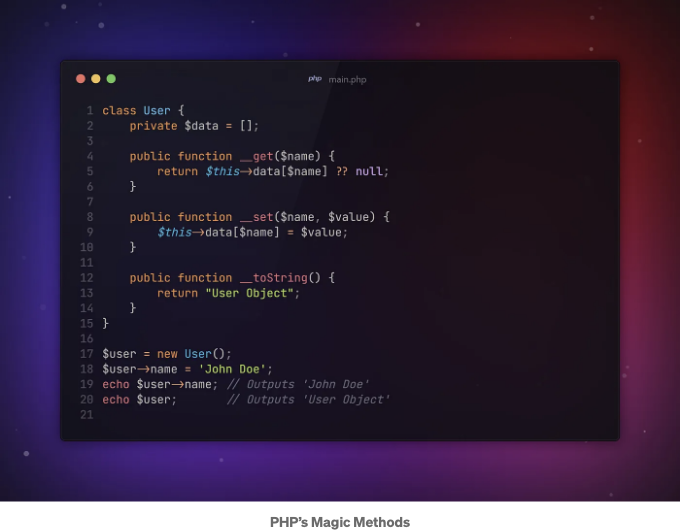 php main.php
1 class User {
2     private $data = [];
3
4     public function __get($name) {
5         return $this->data[$name] ?? null;
6     }
7
8     public function __set($name, $value) {
9         $this->data[$name] = $value;
10     }
11
12     public function __toString() {
13         return "User Object";
14     }
15 }
16
17 $user = new User();
18 $user->name = 'John Doe';
19 echo $user->name; // Outputs 'John Doe'
20 echo $user;       // Outputs 'User Object'
21
PHP's Magic Methods